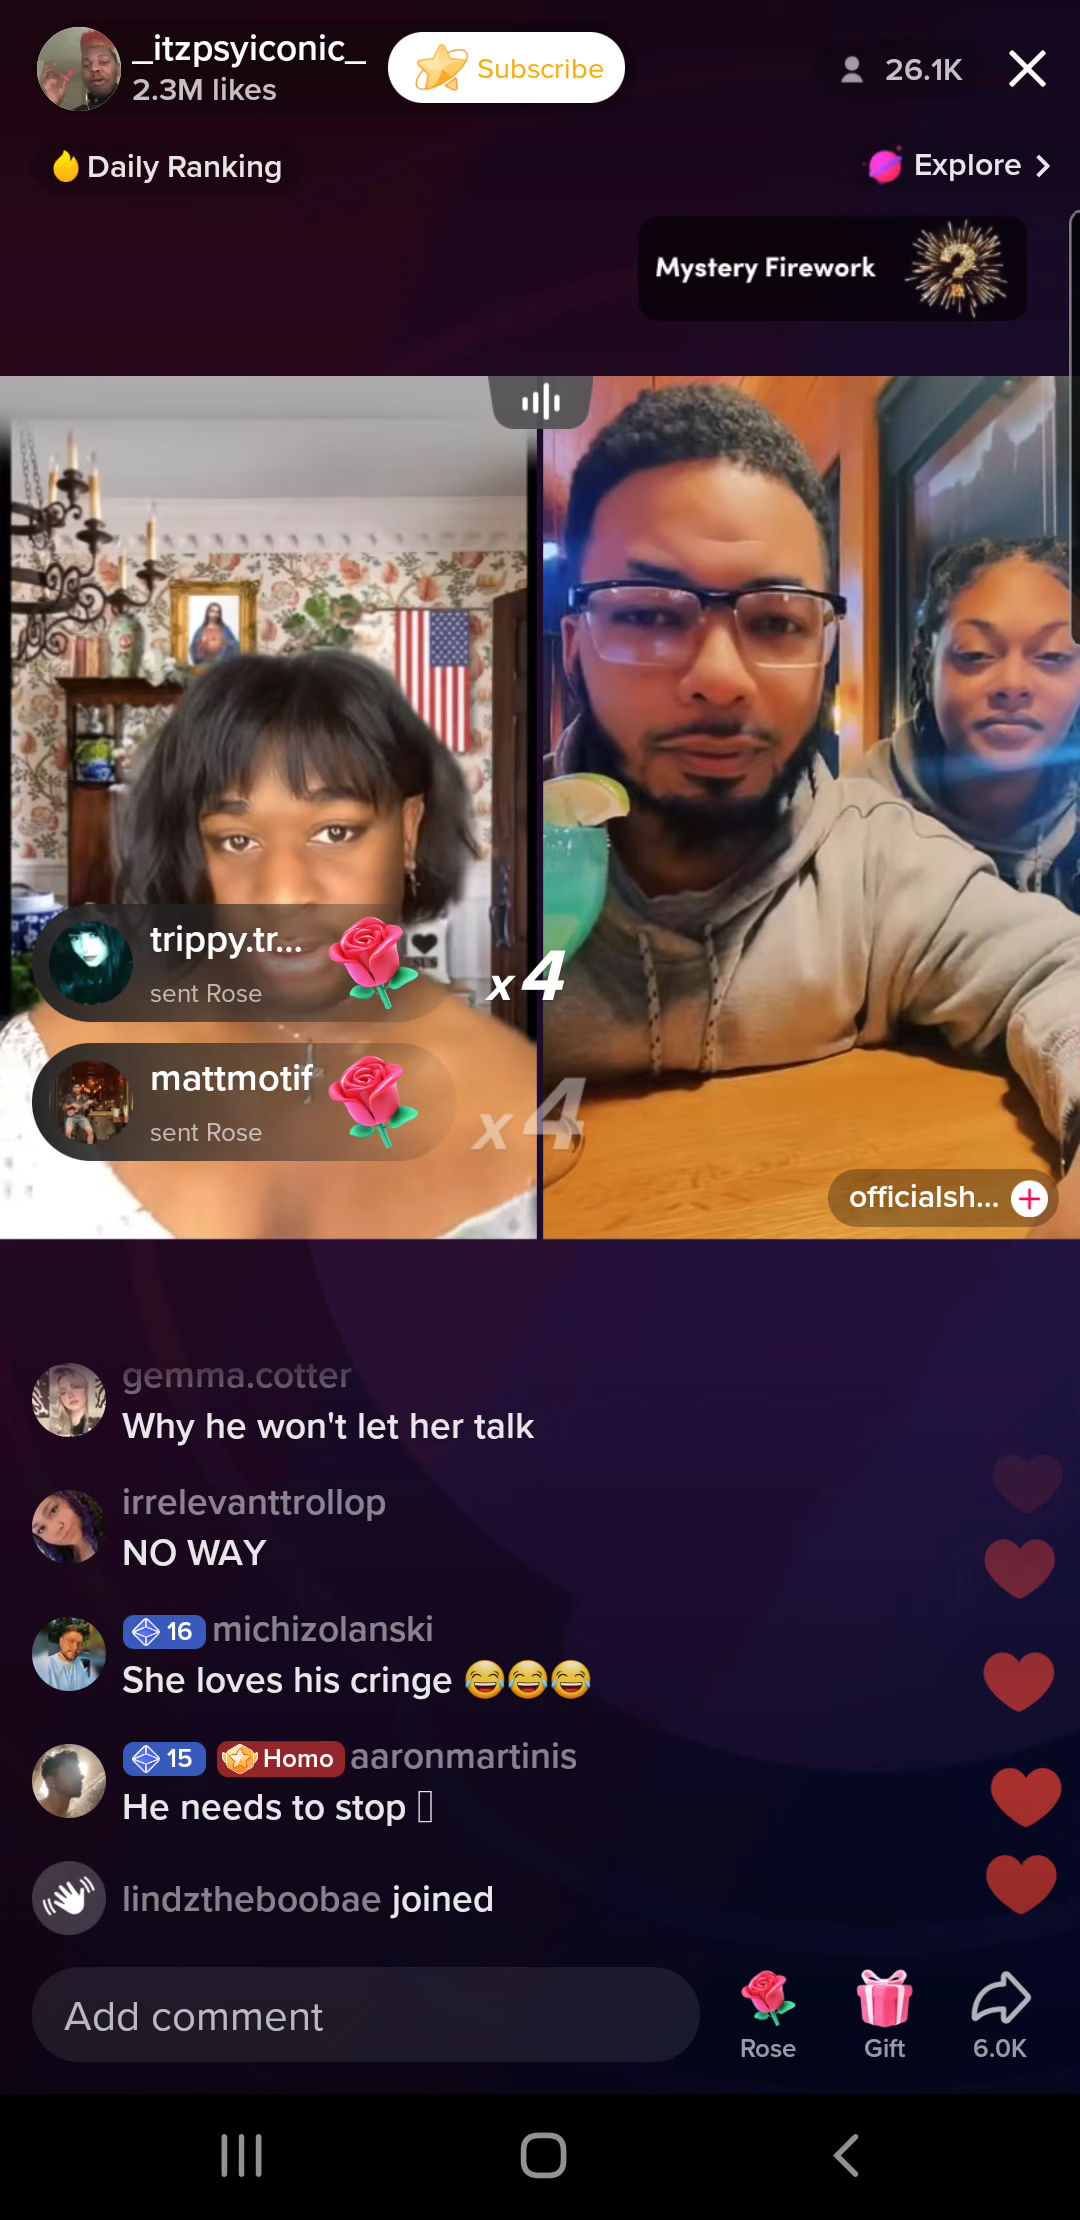 _itzpsyiconic_
2.3M likes
Subscribe
26.1K
Daily Ranking
Explore
Mystery Firework
trippy.tr...
sent Rose
x4
mattmotif
sent Rose
x4
officialsh...
gemma.cotter
Why he won't let her talk
irrelevanttrollop
NO WAY
16 michizolanski
She loves his cringe 😂😂😂
15 Homo aaronmartinis
He needs to stop
lindztheboobae joined
Add comment
Rose
Gift
6.0K